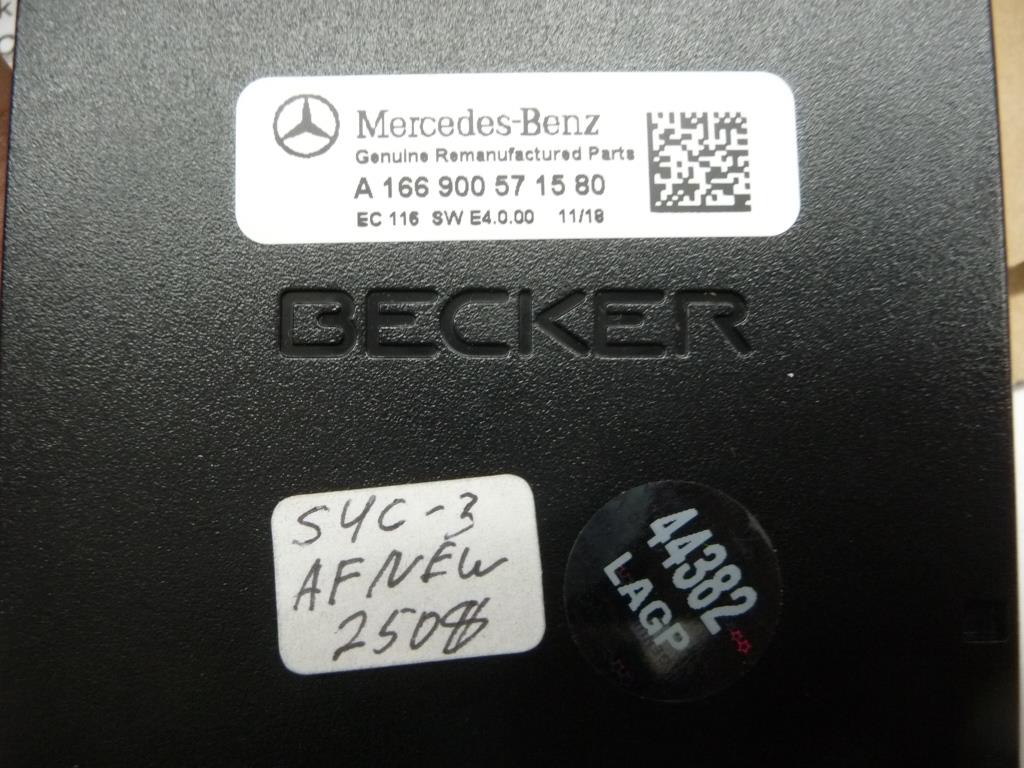 Mercedes-Benz
Genuine Remanufactured Parts
A 166 900 57 15 80
EC 116 SW E4.0.00 11/18
BECKER
SYC-3
AFNEW
44382
LAGP